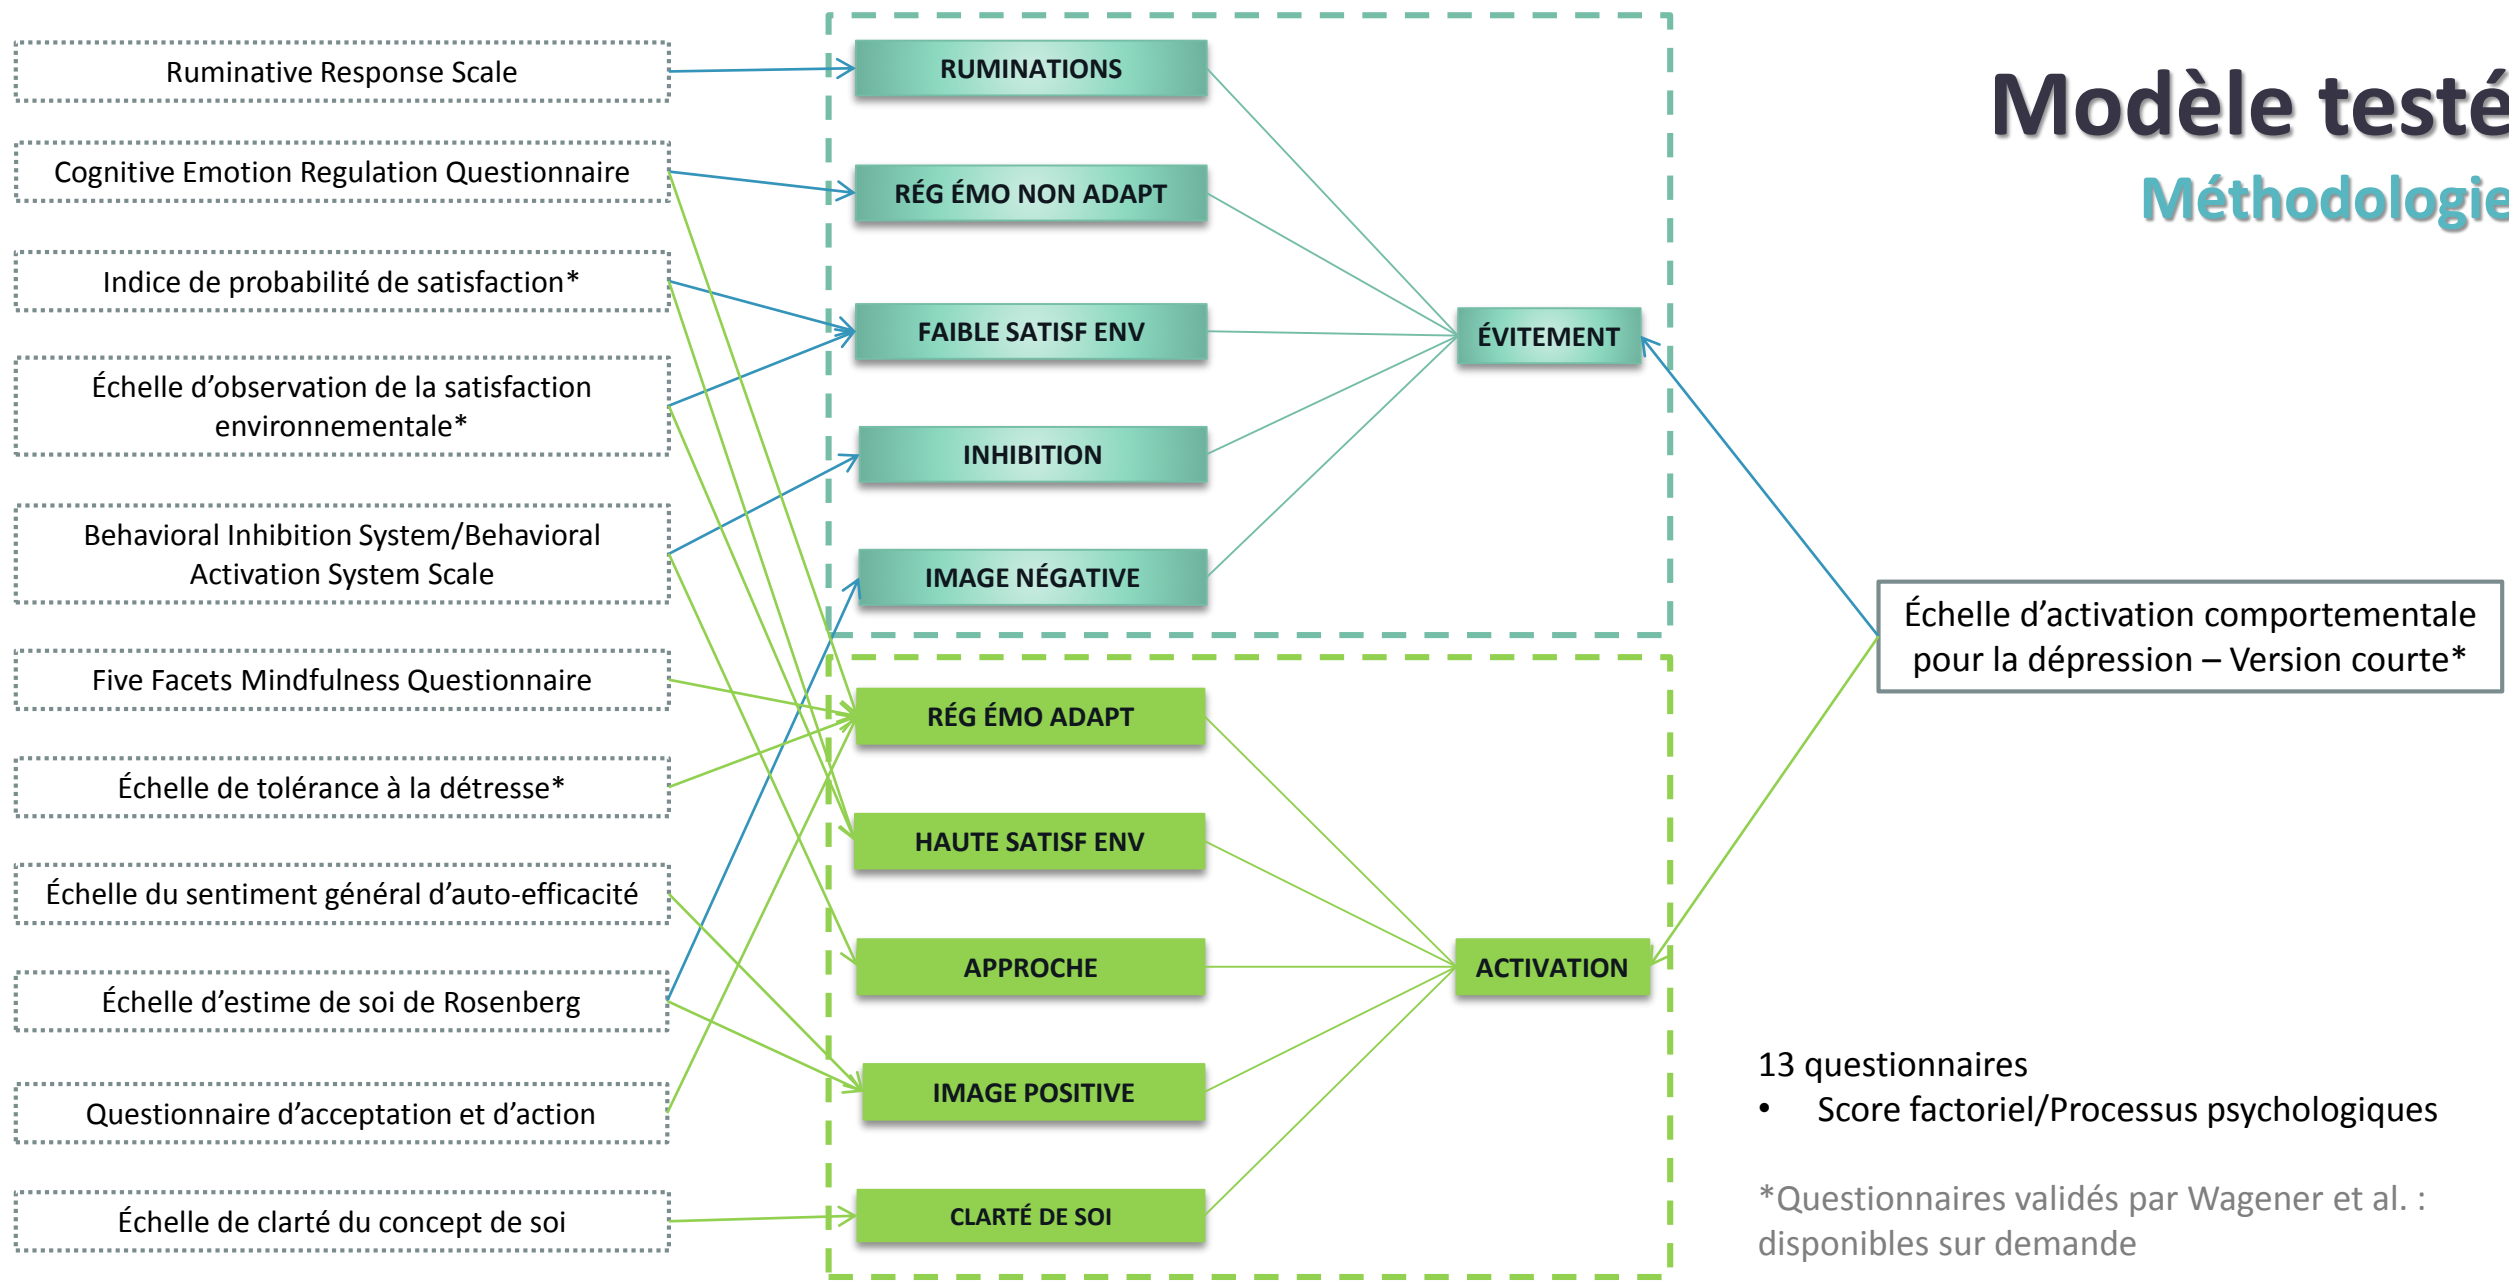 Modèle testé
Méthodologie
Ruminative Response Scale
Cognitive Emotion Regulation Questionnaire
Indice de probabilité de satisfaction*
Échelle d’observation de la satisfaction
environnementale*
Behavioral Inhibition System/Behavioral
Activation System Scale
Five Facets Mindfulness Questionnaire
Échelle de tolérance à la détresse*
Échelle du sentiment général d’auto-efficacité
Échelle d’estime de soi de Rosenberg
Questionnaire d’acceptation et d’action
Échelle de clarté du concept de soi
RUMINATIONS
RÉG ÉMO NON ADAPT
FAIBLE SATISF ENV
INHIBITION
IMAGE NÉGATIVE
RÉG ÉMO ADAPT
HAUTE SATISF ENV
APPROCHE
IMAGE POSITIVE
CLARTÉ DE SOI
ÉVITEMENT
ACTIVATION
Échelle d’activation comportementale
pour la dépression – Version courte*
13 questionnaires
• Score factoriel/Processus psychologiques
*Questionnaires validés par Wagener et al. :
disponibles sur demande